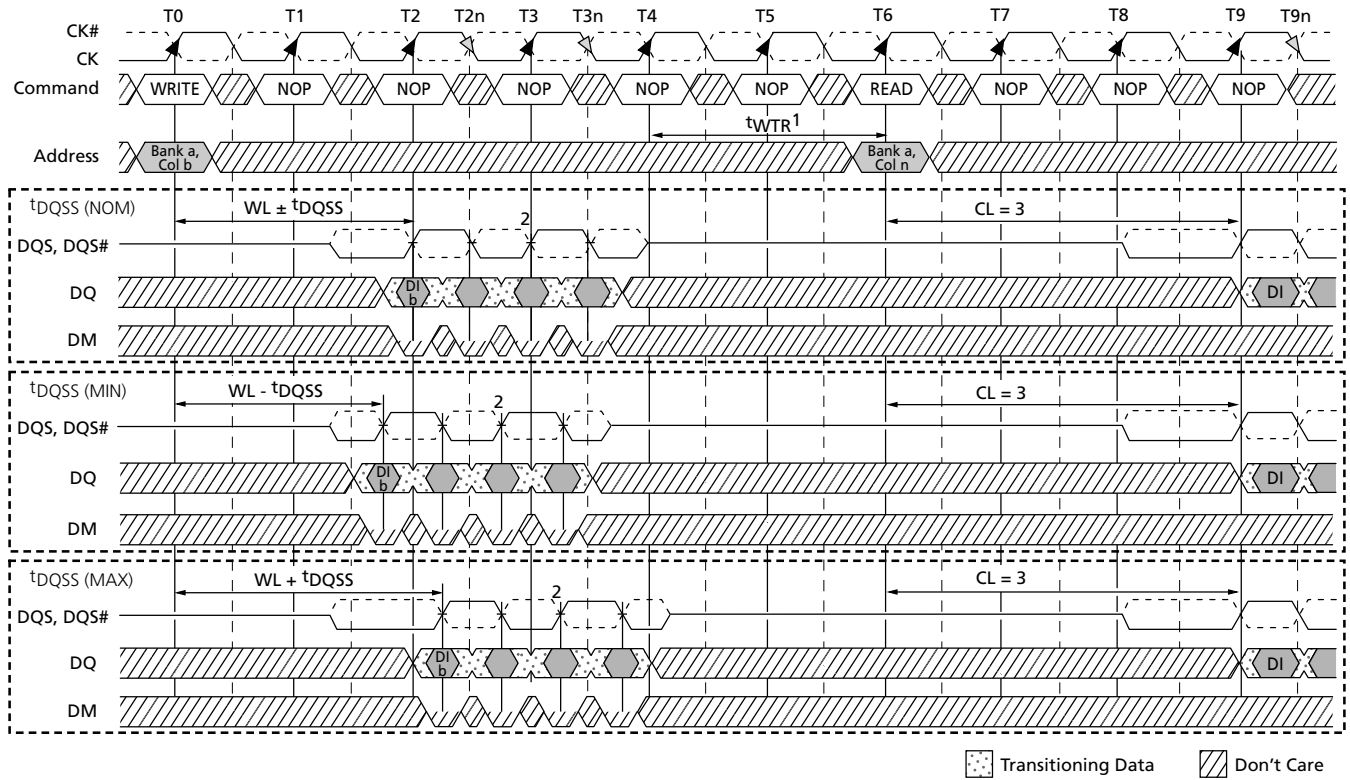 T0 T1 T2 T2n T3 T3n T4 T5 T6 T7 T8 T9 T9n
CK#
CK
Command WRITE NOP NOP NOP NOP NOP READ NOP NOP NOP
tWTR1
Address Bank a, Col b Bank a, Col n
tDQSS (NOM) WL ± tDQSS 2 CL = 3
DQS, DQS#
DQ DI b DI
DM
tDQSS (MIN) WL - tDQSS 2 CL = 3
DQS, DQS#
DQ DI b DI
DM
tDQSS (MAX) WL + tDQSS 2 CL = 3
DQS, DQS#
DQ DI b DI
DM
Transitioning Data Don't Care